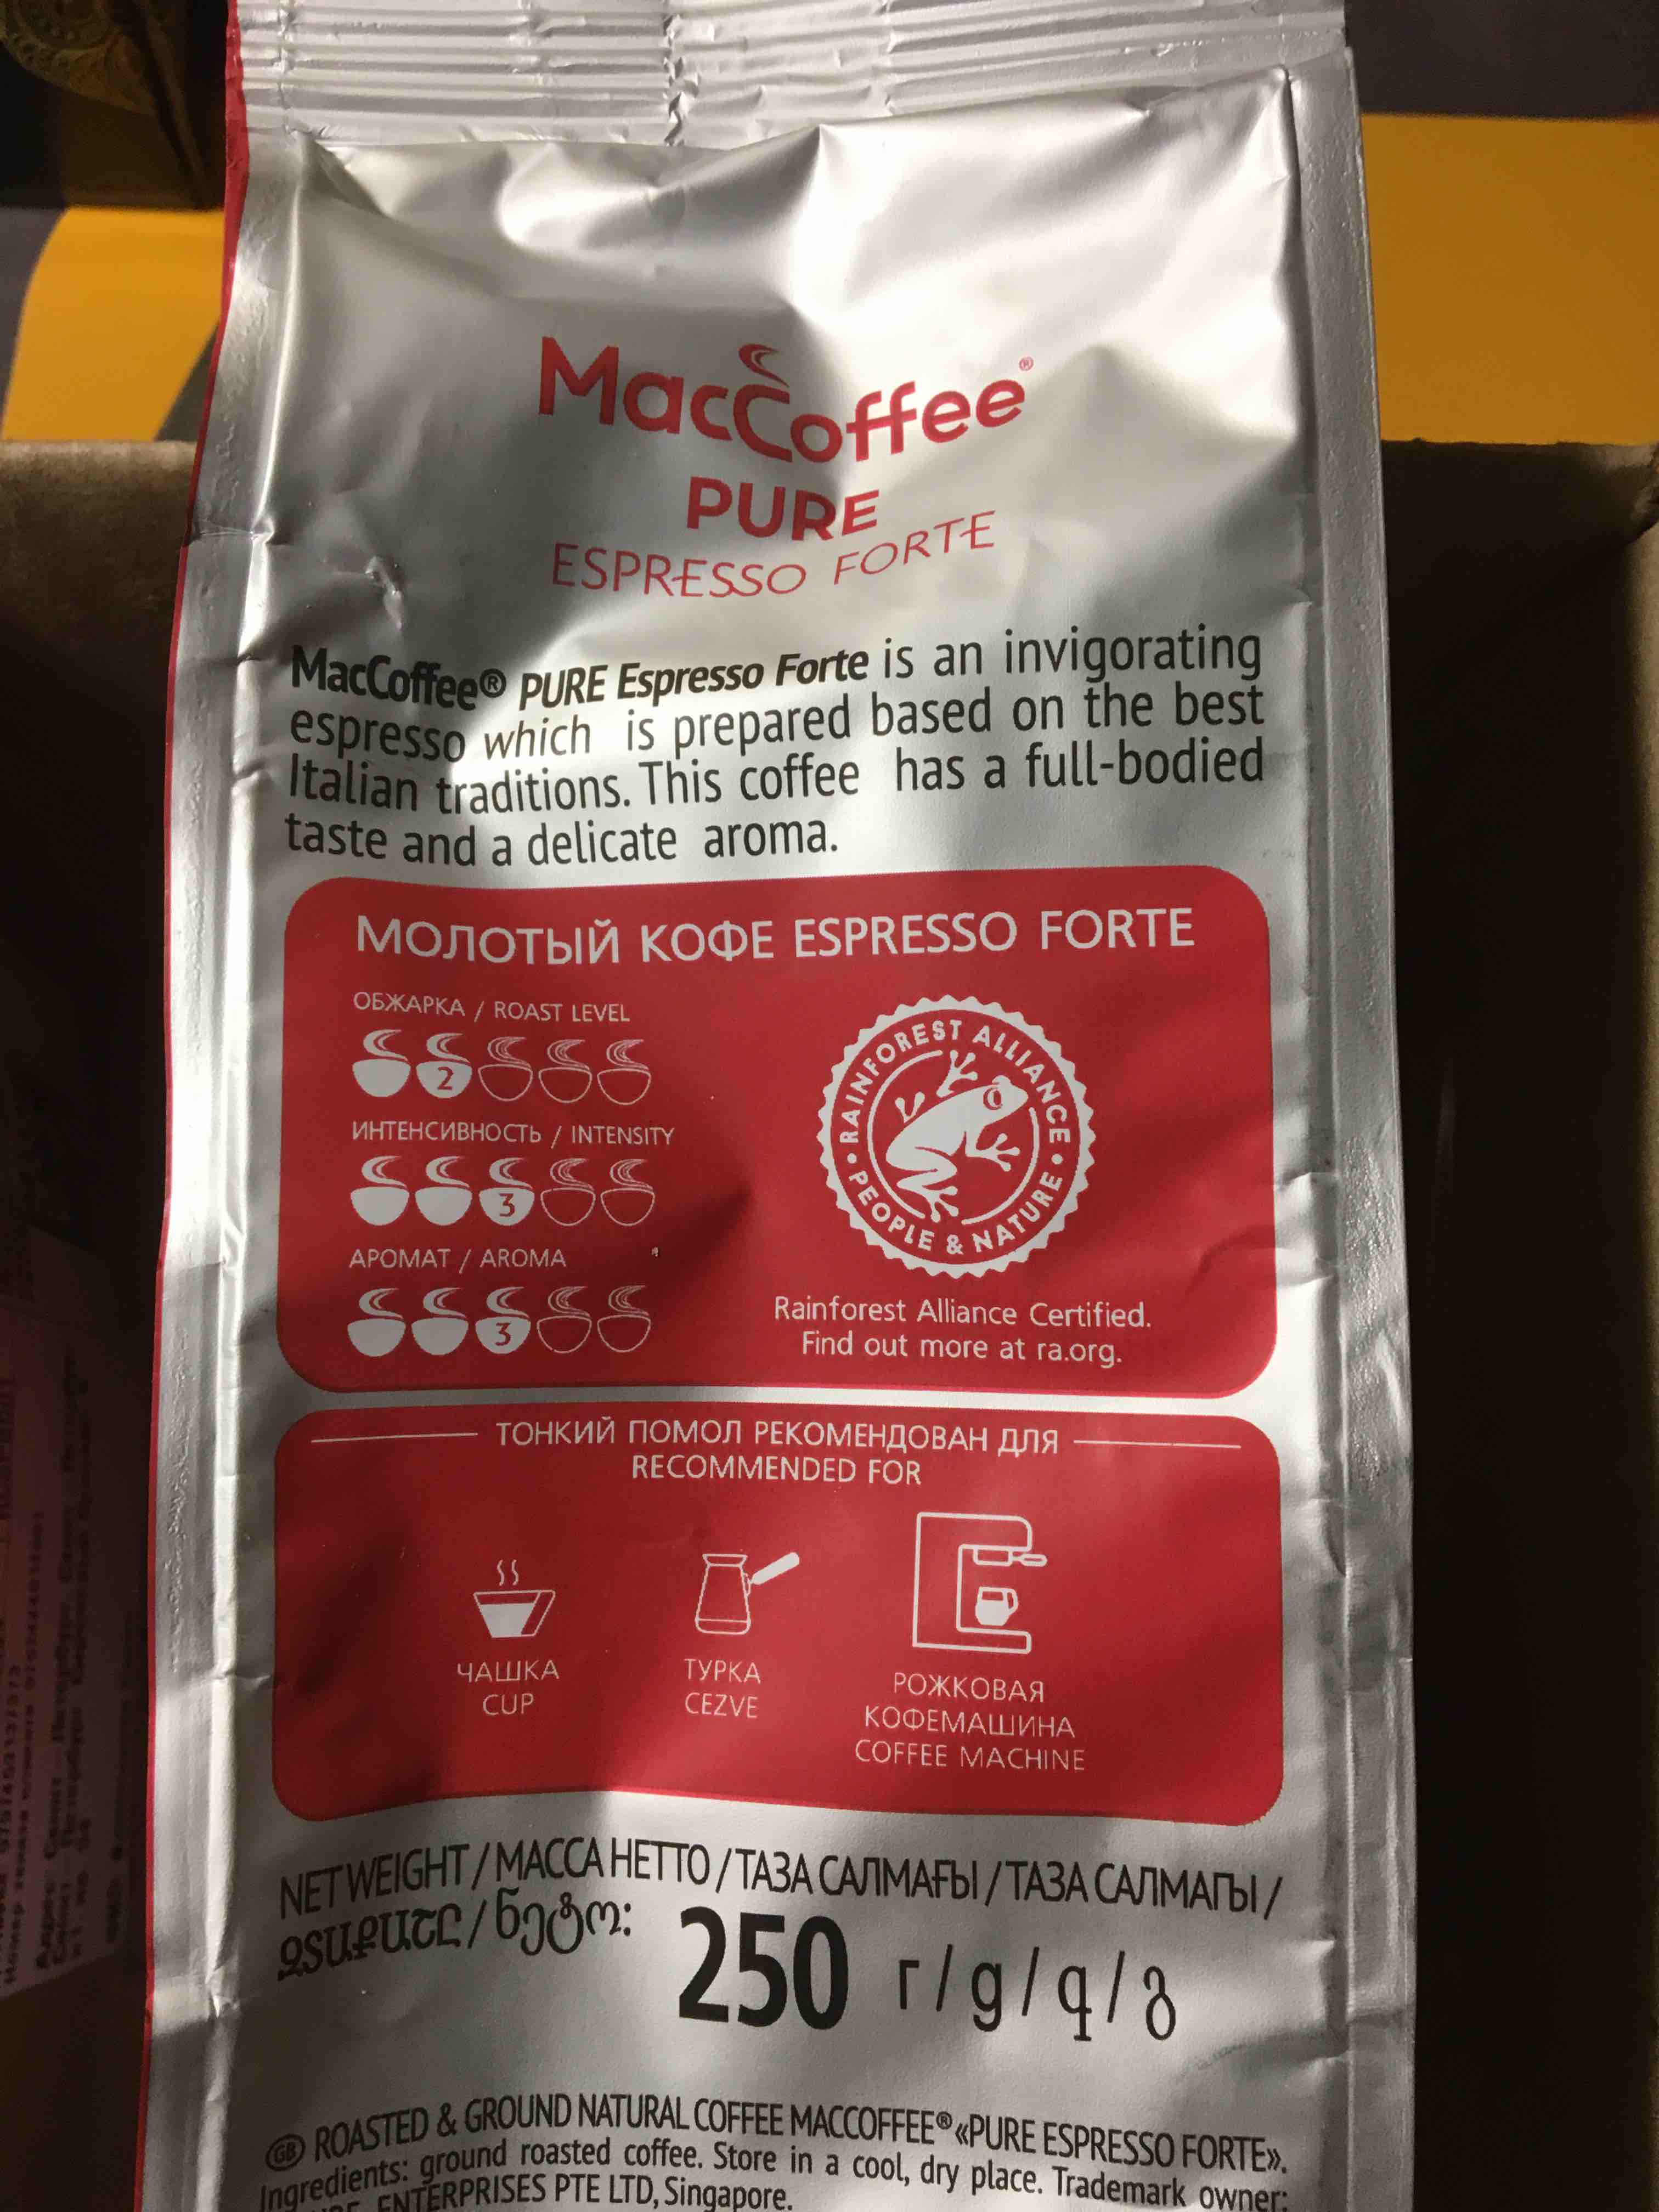 MacCoffee®
PURE
ESPRESSO FORTE
MacCoffee® PURE Espresso Forte is an invigorating
espresso which is prepared based on the best
Italian traditions. This coffee has a full-bodied
taste and a delicate aroma.
МОЛОТЫЙ КОФЕ ESPRESSO FORTE
ОБЖАРКА / ROAST LEVEL
2
ИНТЕНСИВНОСТЬ / INTENSITY
3
АРОМАТ / AROMA
3
RAINFOREST ALLIANCE
PEOPLE & NATURE
Rainforest Alliance Certified.
Find out more at ra.org.
ТОНКИЙ ПОМОЛ РЕКОМЕНДОВАН ДЛЯ
RECOMMENDED FOR
ЧАШКА
CUP
ТУРКА
CEZVE
РОЖКОВАЯ
КОФЕМАШИНА
COFFEE MACHINE
NET WEIGHT / МАССА НЕТТО / ТАЗА САЛМАҒЫ / ТАЗА САЛМАГЫ /
ԶՏԱՔԱՇԸ / ნეტო: 250 г/g/գ/გ
GB ROASTED & GROUND NATURAL COFFEE MACCOFFEE® «PURE ESPRESSO FORTE».
Ingredients: ground roasted coffee. Store in a cool, dry place. Trademark owner:
ENTERPRISES PTE LTD, Singapore.